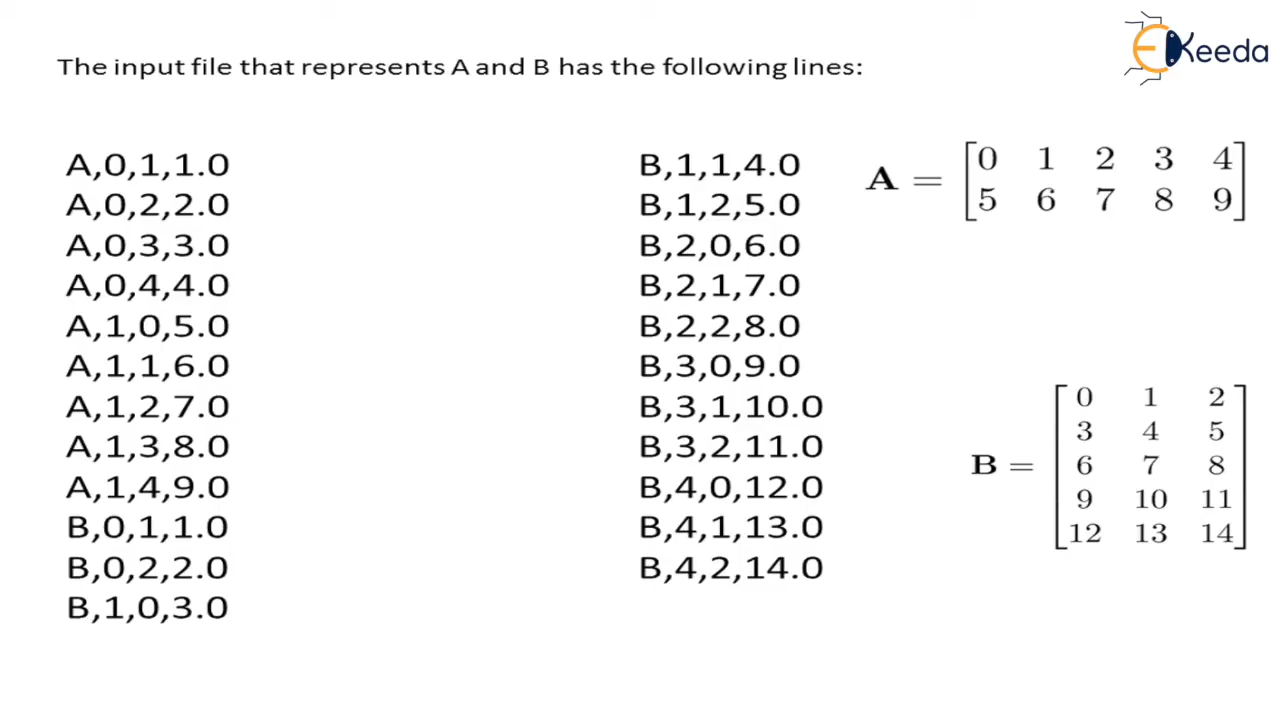 EKeeda
The input file that represents A and B has the following lines:
A,0,1,1.0
A,0,2,2.0
A,0,3,3.0
A,0,4,4.0
A,1,0,5.0
A,1,1,6.0
A,1,2,7.0
A,1,3,8.0
A,1,4,9.0
B,0,1,1.0
B,0,2,2.0
B,1,0,3.0
B,1,1,4.0
B,1,2,5.0
B,2,0,6.0
B,2,1,7.0
B,2,2,8.0
B,3,0,9.0
B,3,1,10.0
B,3,2,11.0
B,4,0,12.0
B,4,1,13.0
B,4,2,14.0
A =
0 1 2 3 4
5 6 7 8 9
B =
0 1 2
3 4 5
6 7 8
9 10 11
12 13 14